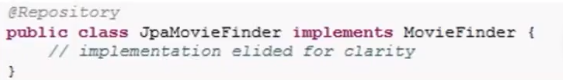 @Repository
public class JpaMovieFinder implements MovieFinder {
// implementation elided for clarity
}